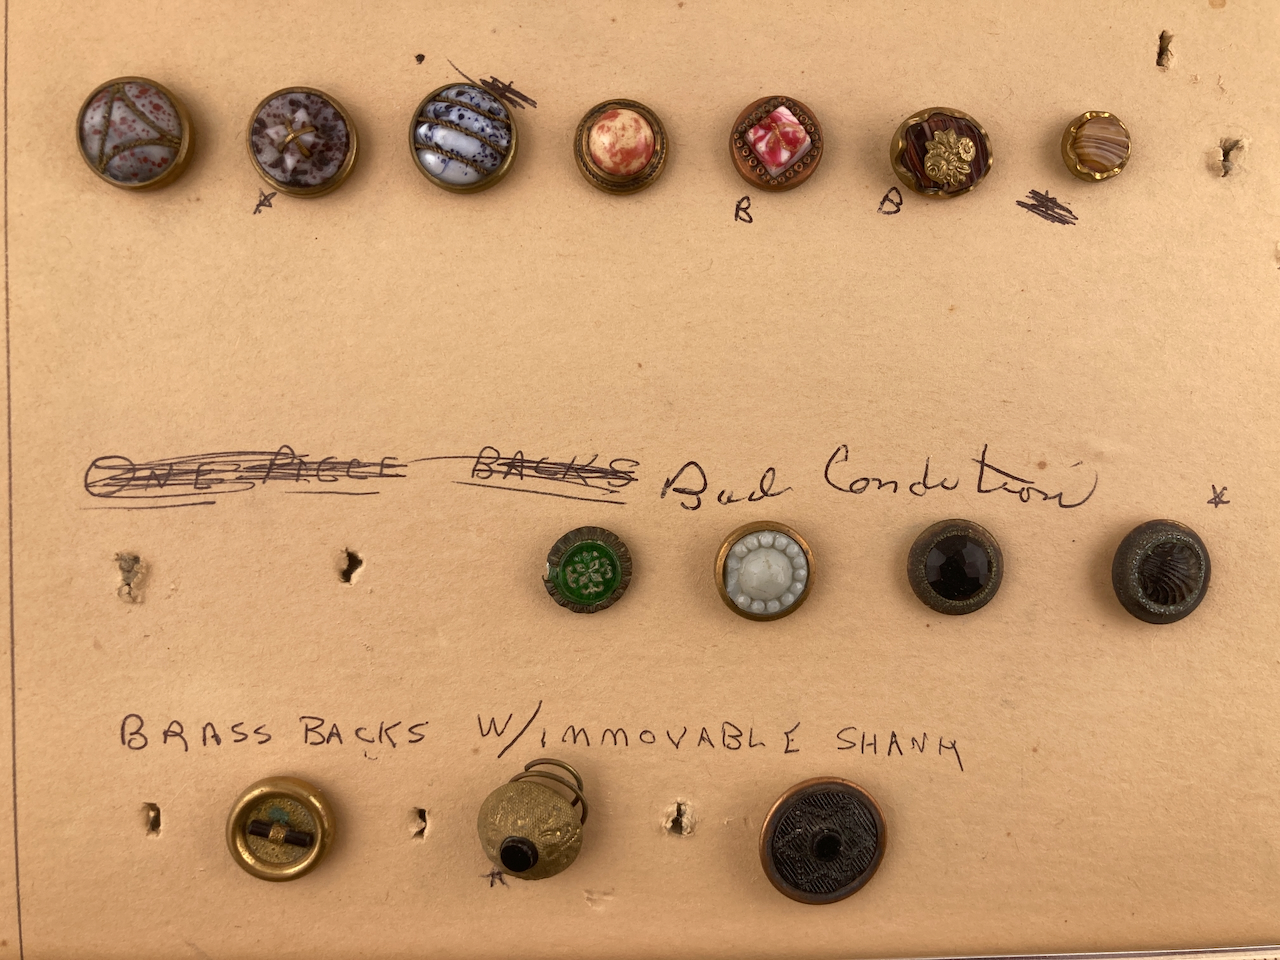 B B
ONE PIECE BACKS Bad Condition
BRASS BACKS W/IMMOVABLE SHANK